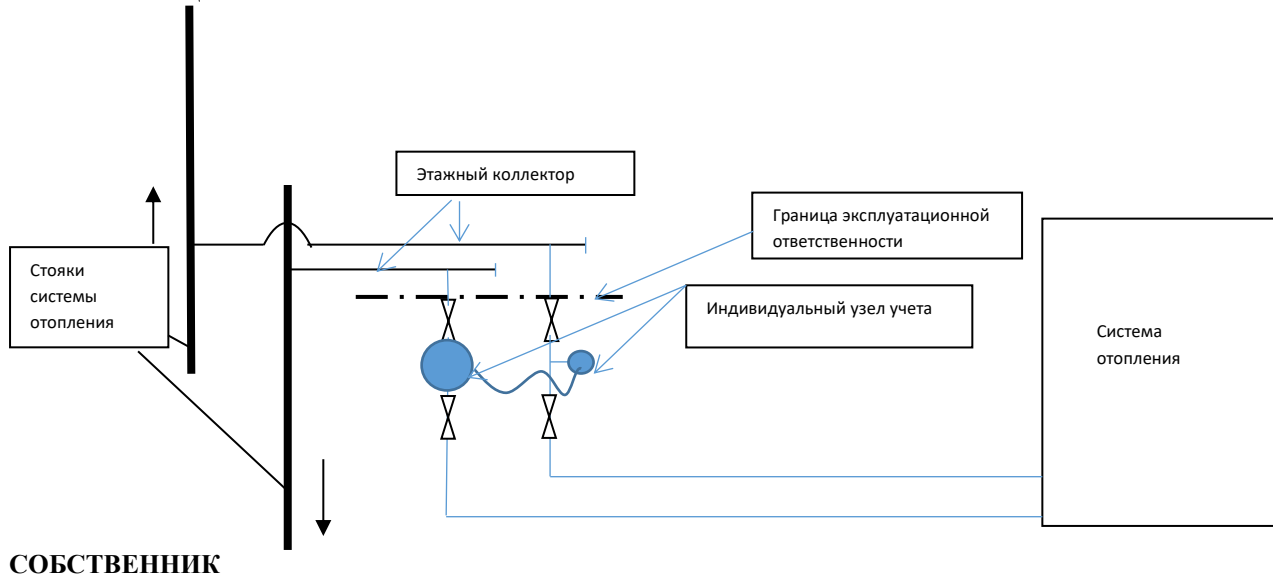 Этажный коллектор
Граница эксплуатационной
ответственности
Стояки
системы
отопления
Индивидуальный узел учета
Система
отопления
СОБСТВЕННИК